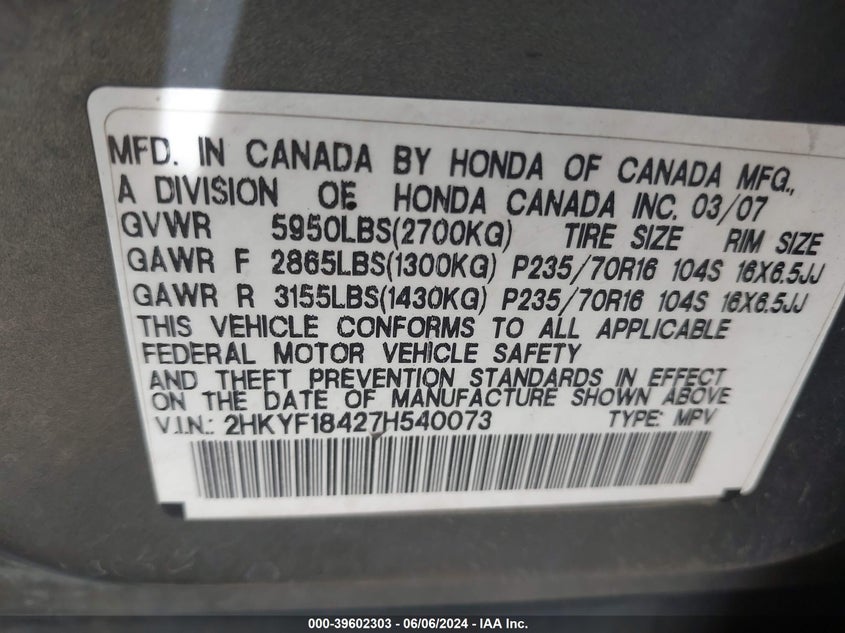 MFD. IN CANADA BY HONDA OF CANADA MFG.,
A DIVISION OF HONDA CANADA INC. 03/07
GVWR 5950LBS(2700KG) TIRE SIZE RIM SIZE
GAWR F 2865LBS(1300KG) P235/70R16 104S 16X6.5JJ
GAWR R 3155LBS(1430KG) P235/70R16 104S 16X6.5JJ
THIS VEHICLE CONFORMS TO ALL APPLICABLE
FEDERAL MOTOR VEHICLE SAFETY
AND THEFT PREVENTION STANDARDS IN EFFECT
ON THE DATE OF MANUFACTURE SHOWN ABOVE
V.I.N.: 2HKYF18427H540073 TYPE: MPV
000-39602303 - 06/06/2024 - IAA Inc.